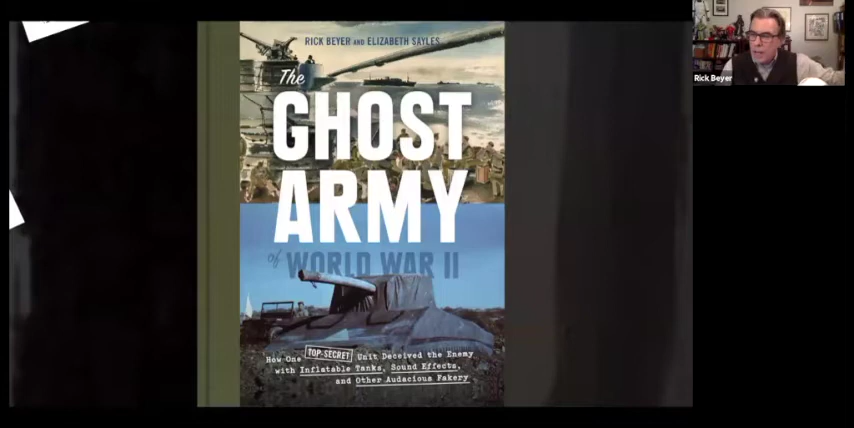 RICK BEYER AND ELIZABETH SAYLES
The
GHOST
ARMY
of WORLD WAR II
How One TOP-SECRET Unit Deceived the Enemy
with Inflatable Tanks, Sound Effects,
and Other Audacious Fakery
Rick Beyer